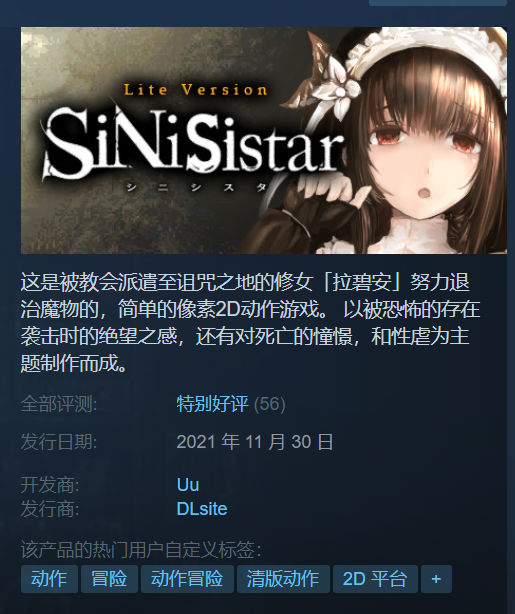 Lite Version
SiNiSistar
シニシスタ
这是被教会派遣至诅咒之地的修女「拉碧安」努力退
治魔物的，简单的像素2D动作游戏。 以被恐怖的存在
袭击时的绝望之感，还有对死亡的憧憬，和性虐为主
题制作而成。
全部评测: 特别好评 (56)
发行日期: 2021 年 11 月 30 日
开发商: Uu
发行商: DLsite
该产品的热门用户自定义标签:
动作 冒险 动作冒险 清版动作 2D 平台 +